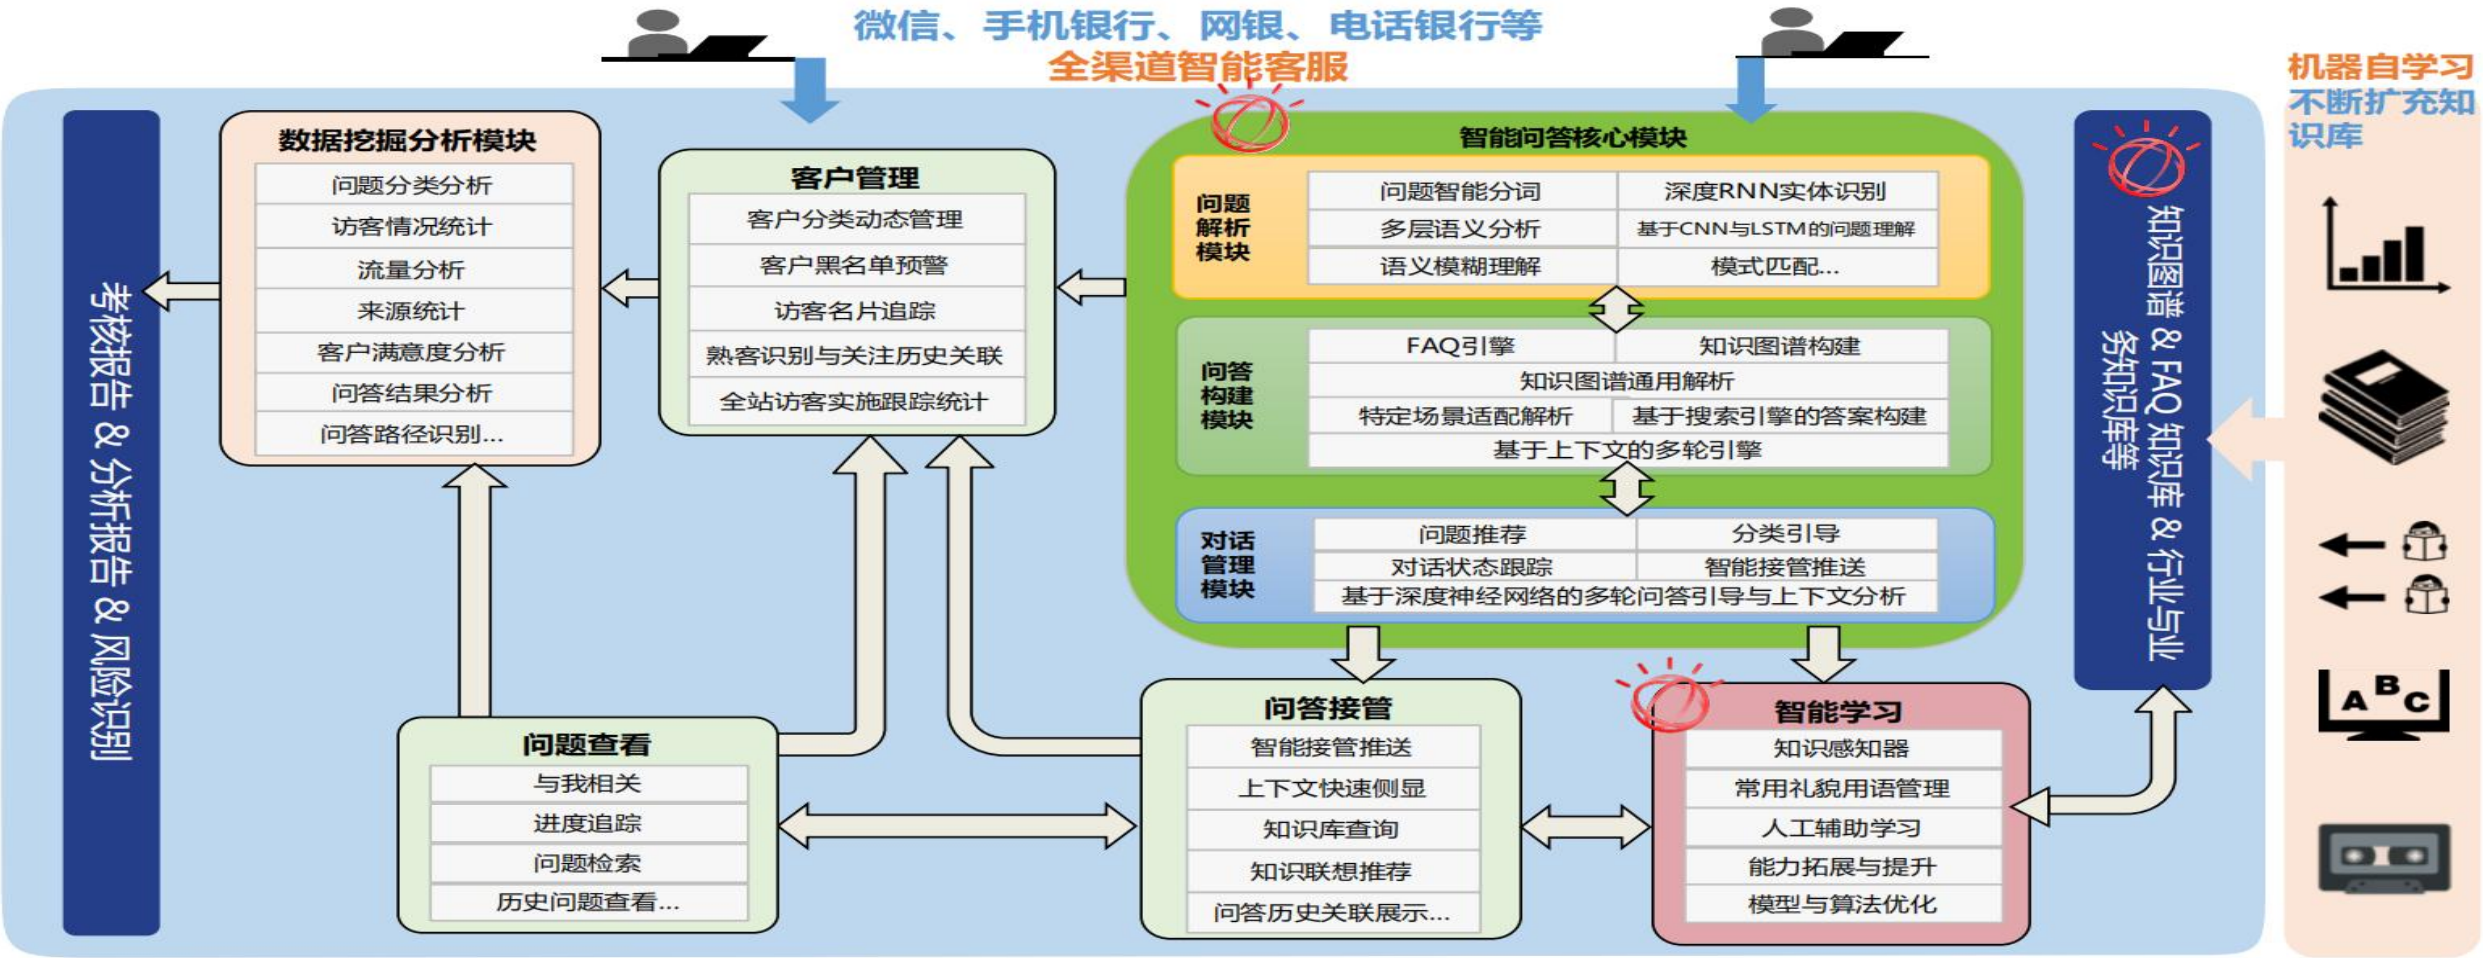 微信、手机银行、网银、电话银行等
全渠道智能客服
机器自学习
不断扩充知
识库
考核报告 & 分析报告 & 风险识别
数据挖掘分析模块
问题分类分析
访客情况统计
流量分析
来源统计
客户满意度分析
问答结果分析
问答路径识别...
客户管理
客户分类动态管理
客户黑名单预警
访客名片追踪
熟客识别与关注历史关联
全站访客实施跟踪统计
智能问答核心模块
问题
解析
模块
问题智能分词
深度RNN实体识别
多层语义分析
基于CNN与LSTM的问题理解
语义模糊理解
模式匹配...
问答
构建
模块
FAQ引擎
知识图谱构建
知识图谱通用解析
特定场景适配解析
基于搜索引擎的答案构建
基于上下文的多轮引擎
对话
管理
模块
问题推荐
分类引导
对话状态跟踪
智能接管推送
基于深度神经网络的多轮问答引导与上下文分析
知识图谱 & FAQ 知识库 & 行业与业
务知识库等
问题查看
与我相关
进度追踪
问题检索
历史问题查看...
问答接管
智能接管推送
上下文快速侧显
知识库查询
知识联想推荐
问答历史关联展示...
智能学习
知识感知器
常用礼貌用语管理
人工辅助学习
能力拓展与提升
模型与算法优化
A B C